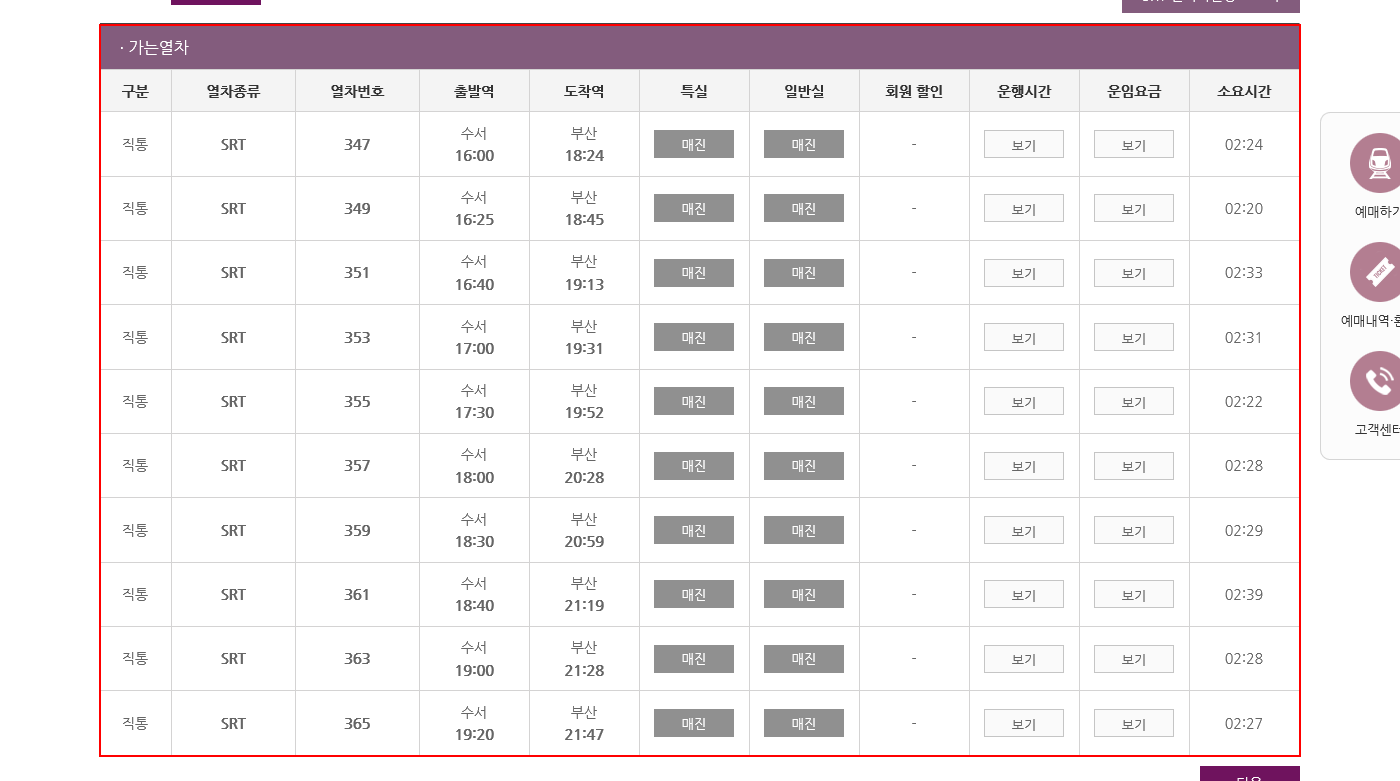 · 가는열차
구분 열차종류 열차번호 출발역 도착역 특실 일반실 회원 할인 운행시간 운임요금 소요시간
직통 SRT 347 수서 16:00 부산 18:24 매진 매진 - 보기 보기 02:24
직통 SRT 349 수서 16:25 부산 18:45 매진 매진 - 보기 보기 02:20
직통 SRT 351 수서 16:40 부산 19:13 매진 매진 - 보기 보기 02:33
직통 SRT 353 수서 17:00 부산 19:31 매진 매진 - 보기 보기 02:31
직통 SRT 355 수서 17:30 부산 19:52 매진 매진 - 보기 보기 02:22
직통 SRT 357 수서 18:00 부산 20:28 매진 매진 - 보기 보기 02:28
직통 SRT 359 수서 18:30 부산 20:59 매진 매진 - 보기 보기 02:29
직통 SRT 361 수서 18:40 부산 21:19 매진 매진 - 보기 보기 02:39
직통 SRT 363 수서 19:00 부산 21:28 매진 매진 - 보기 보기 02:28
직통 SRT 365 수서 19:20 부산 21:47 매진 매진 - 보기 보기 02:27
예매하기
TICKET
예매내역·
고객센터